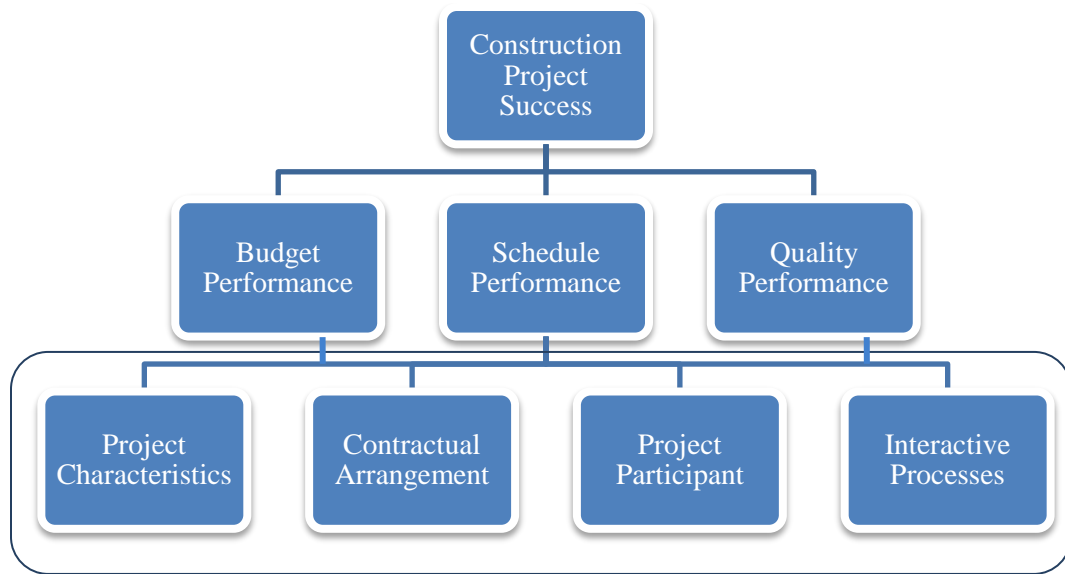 Construction
Project
Success
Budget
Performance
Schedule
Performance
Quality
Performance
Project
Characteristics
Contractual
Arrangement
Project
Participant
Interactive
Processes